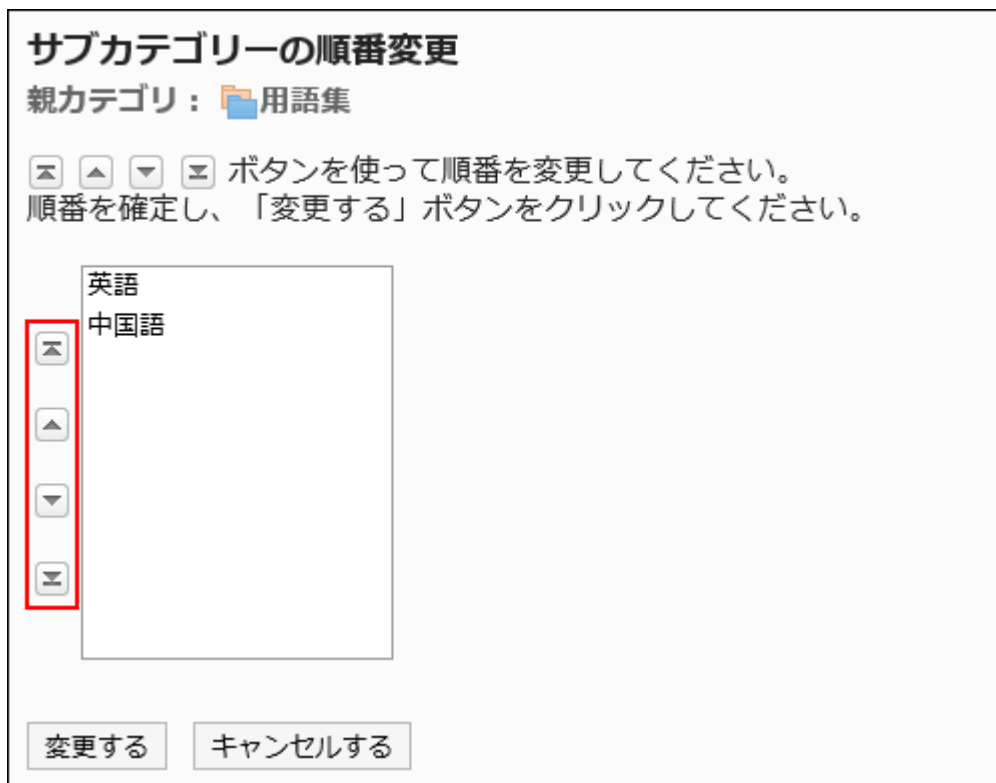 サブカテゴリーの順番変更
親カテゴリ： 用語集
ボタンを使って順番を変更してください。
順番を確定し、「変更する」ボタンをクリックしてください。
英語
中国語
変更する キャンセルする